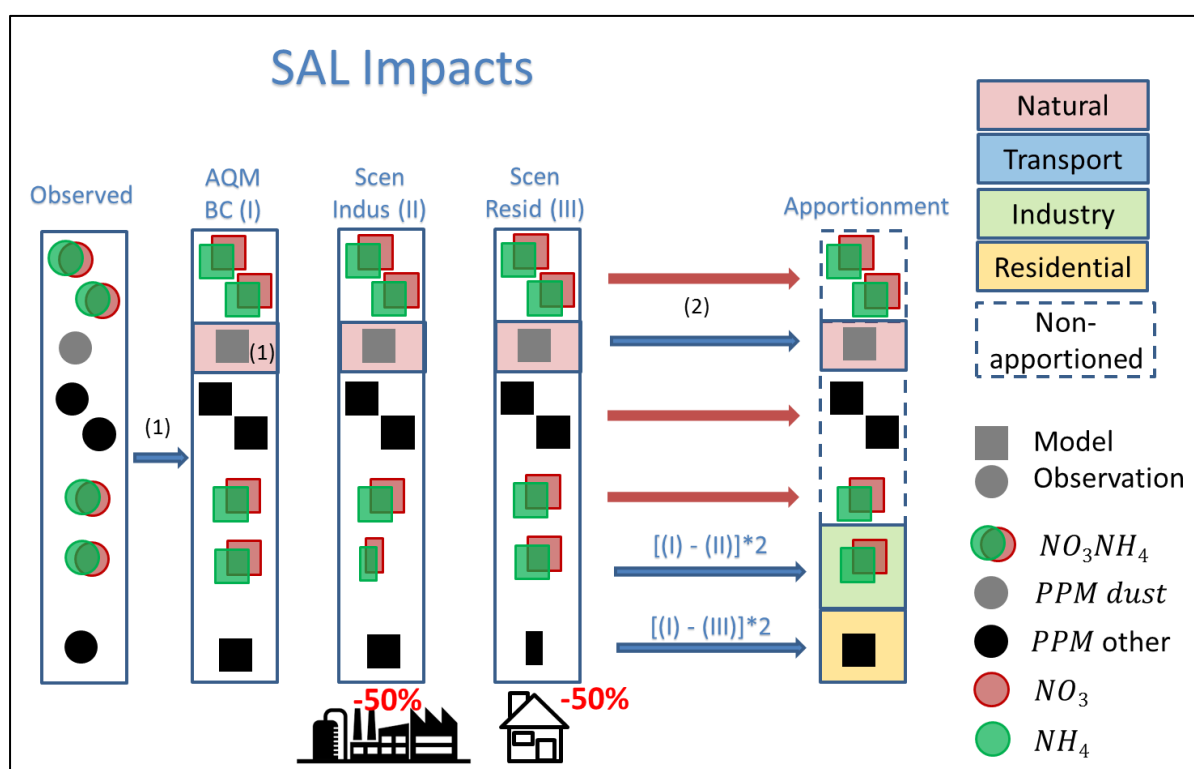 SAL Impacts
Observed
AQM
BC (I)
Scen
Indus (II)
Scen
Resid (III)
Apportionment
(1)
(1)
(2)
[(I) - (II)]*2
[(I) - (III)]*2
-50%
-50%
Natural
Transport
Industry
Residential
Non-
apportioned
Model
Observation
NO₃NH₄
PPM dust
PPM other
NO₃
NH₄